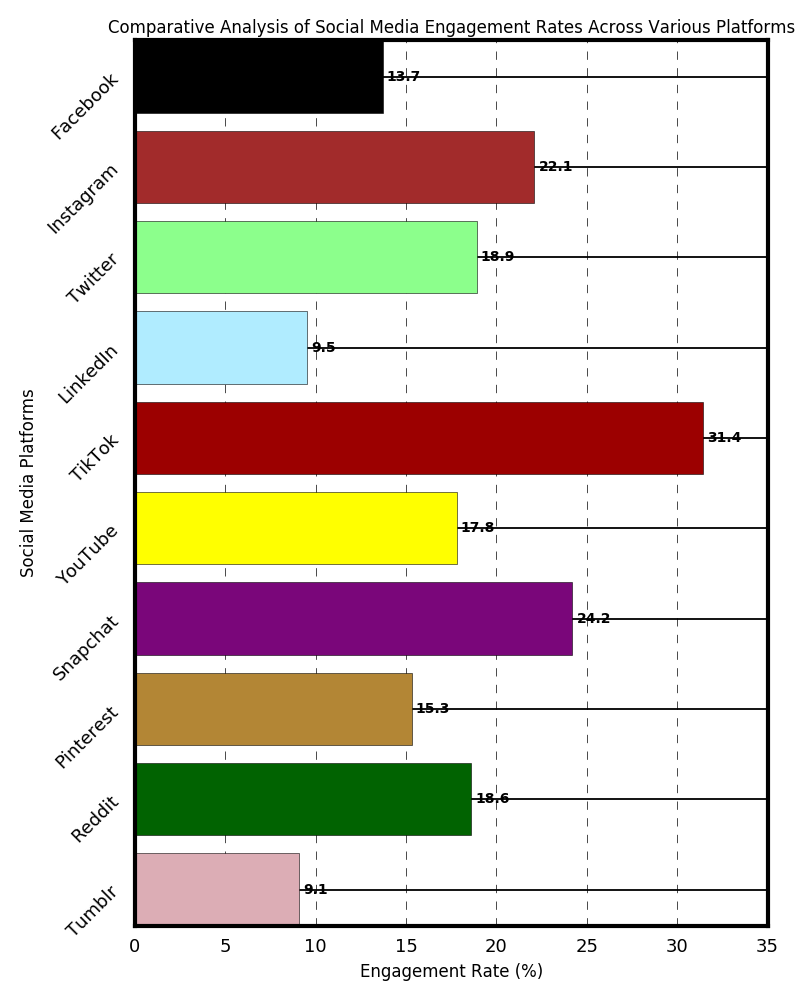 Comparative Analysis of Social Media Engagement Rates Across Various Platforms
Facebook
13.7
Instagram
22.1
Twitter
18.9
LinkedIn
9.5
TikTok
31.4
YouTube
17.8
Snapchat
24.2
Pinterest
15.3
Reddit
18.6
Tumblr
9.1
Social Media Platforms
0 5 10 15 20 25 30 35
Engagement Rate (%)